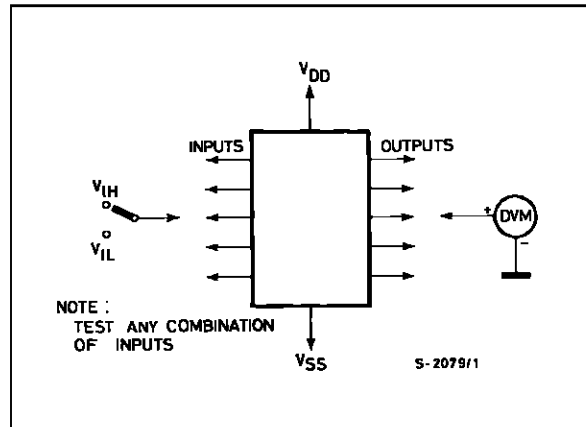 VDD
INPUTS
OUTPUTS
VIH
VIL
+
DVM
-
NOTE :
TEST ANY COMBINATION
OF INPUTS
VSS
S-2079/1